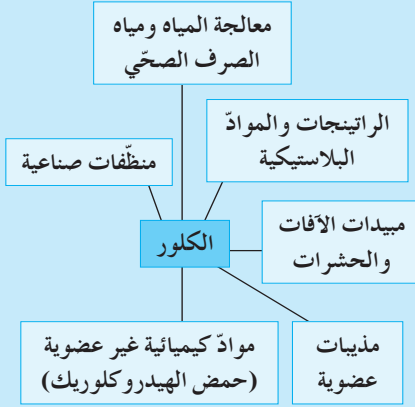 معالجة المياه ومياه
الصرف الصحّي
الراتينجات والموادّ
البلاستيكية
منظّفات صناعية
مبيدات الآفات
والحشرات
الكلور
مذيبات
عضوية
موادّ كيميائية غير عضوية
(حمض الهيدروكلوريك)